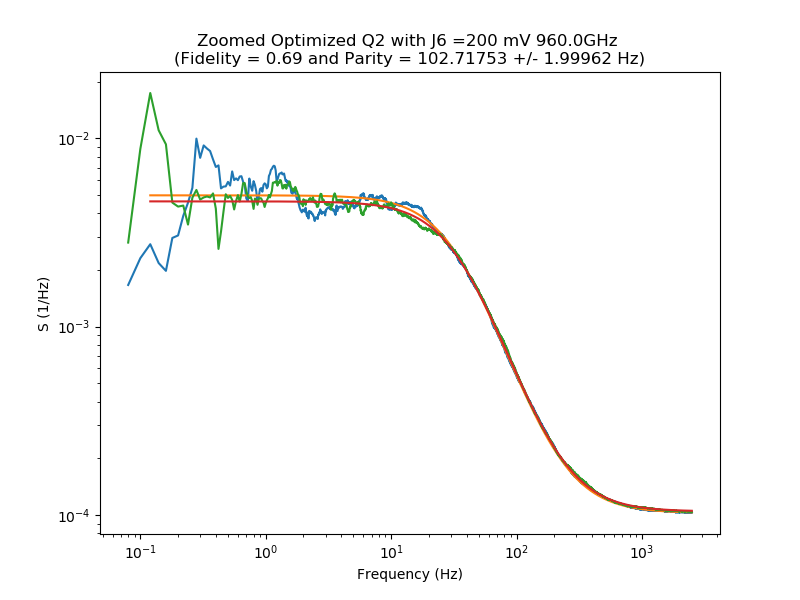 Zoomed Optimized Q2 with J6 =200 mV 960.0GHz
(Fidelity = 0.69 and Parity = 102.71753 +/- 1.99962 Hz)
10⁻²
10⁻³
10⁻⁴
S (1/Hz)
10⁻¹ 10⁰ 10¹ 10² 10³
Frequency (Hz)